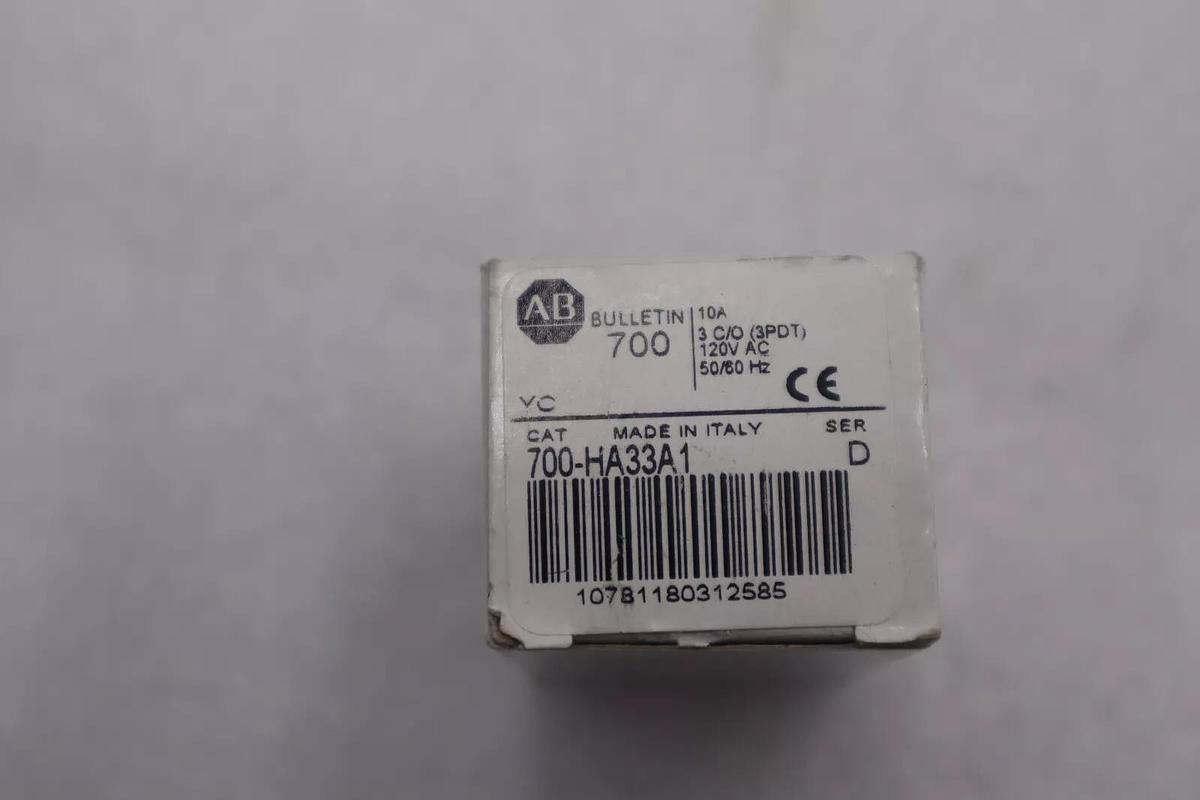 AB
BULLETIN
700
10A
3 C/O (3PDT)
120V AC
50/60 Hz
CE
YC
CAT MADE IN ITALY SER
700-HA33A1 D
10781180312585